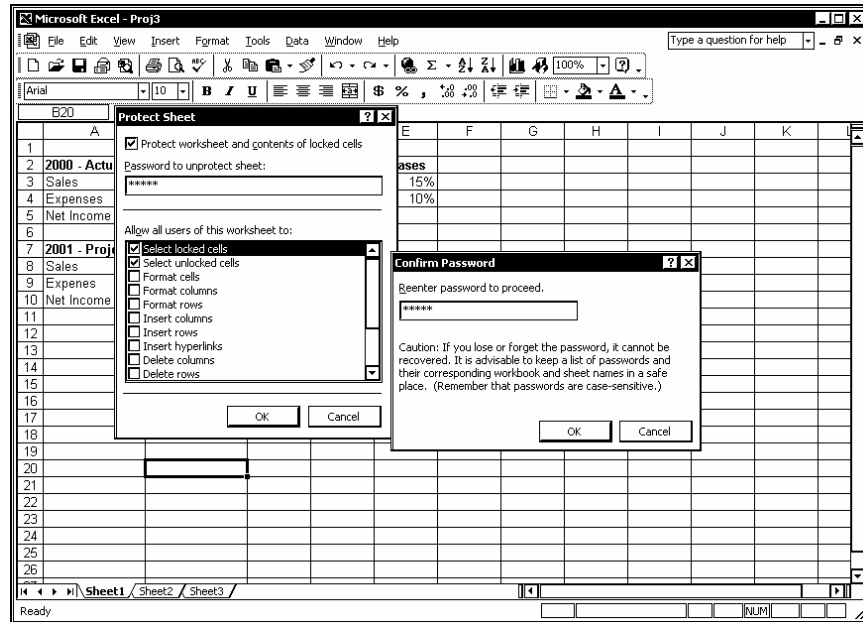 Microsoft Excel - Proj3
File Edit View Insert Format Tools Data Window Help
Type a question for help
100%
Arial
10
B I U
$ % ,
B20
A E F G H I J K L
1
2 2000 - Actu ases
3 Sales 15%
4 Expenses 10%
5 Net Income
6
7 2001 - Proje
8 Sales
9 Expenes
10 Net Income
11
12
13
14
15
16
17
18
19
20
21
22
23
24
25
26
Protect Sheet
Protect worksheet and contents of locked cells
Password to unprotect sheet:
*****
Allow all users of this worksheet to:
Select locked cells
Select unlocked cells
Format cells
Format columns
Format rows
Insert columns
Insert rows
Insert hyperlinks
Delete columns
Delete rows
OK Cancel
Confirm Password
Reenter password to proceed.
*****
Caution: If you lose or forget the password, it cannot be
recovered. It is advisable to keep a list of passwords and
their corresponding workbook and sheet names in a safe
place. (Remember that passwords are case-sensitive.)
OK Cancel
Sheet1 Sheet2 Sheet3
Ready
NUM